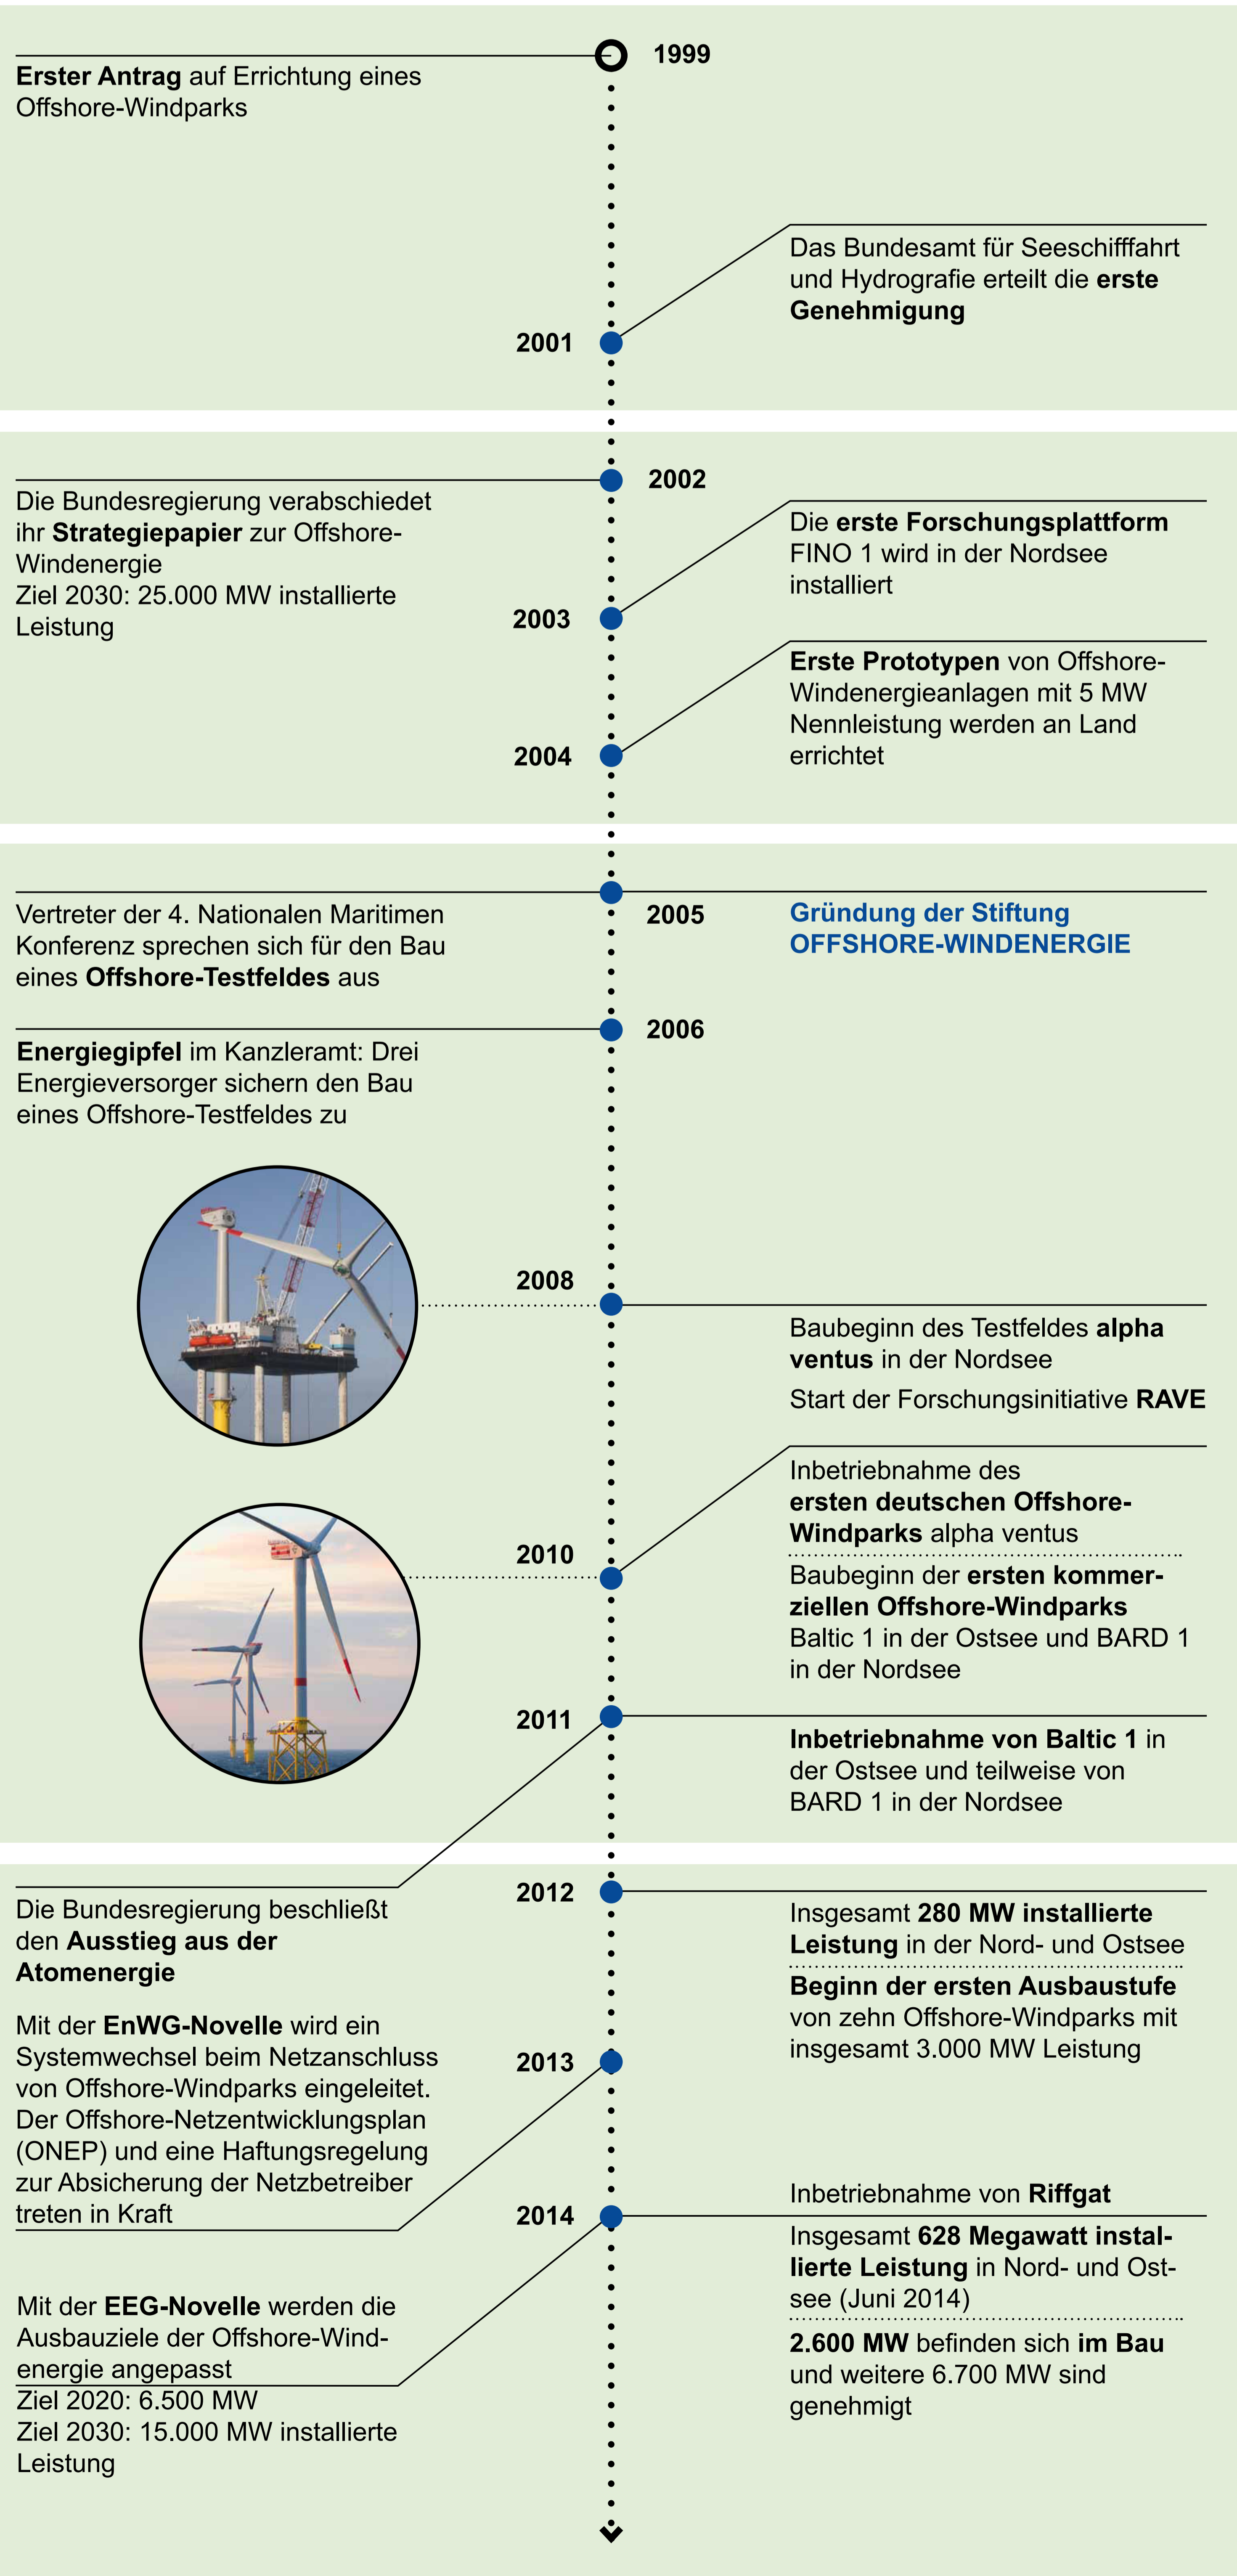 1999
Erster Antrag auf Errichtung eines
Offshore-Windparks
Das Bundesamt für Seeschifffahrt
und Hydrografie erteilt die erste
Genehmigung
2001
2002
Die Bundesregierung verabschiedet
ihr Strategiepapier zur Offshore-
Windenergie
Ziel 2030: 25.000 MW installierte
Leistung
Die erste Forschungsplattform
FINO 1 wird in der Nordsee
installiert
2003
Erste Prototypen von Offshore-
Windenergieanlagen mit 5 MW
Nennleistung werden an Land
errichtet
2004
Vertreter der 4. Nationalen Maritimen
Konferenz sprechen sich für den Bau
eines Offshore-Testfeldes aus
2005
Gründung der Stiftung
OFFSHORE-WINDENERGIE
2006
Energiegipfel im Kanzleramt: Drei
Energieversorger sichern den Bau
eines Offshore-Testfeldes zu
2008
Baubeginn des Testfeldes alpha
ventus in der Nordsee
Start der Forschungsinitiative RAVE
2010
Inbetriebnahme des
ersten deutschen Offshore-
Windparks alpha ventus
Baubeginn der ersten kommer-
ziellen Offshore-Windparks
Baltic 1 in der Ostsee und BARD 1
in der Nordsee
2011
Inbetriebnahme von Baltic 1 in
der Ostsee und teilweise von
BARD 1 in der Nordsee
Die Bundesregierung beschließt
den Ausstieg aus der
Atomenergie
2012
Insgesamt 280 MW installierte
Leistung in der Nord- und Ostsee
Beginn der ersten Ausbaustufe
von zehn Offshore-Windparks mit
insgesamt 3.000 MW Leistung
Mit der EnWG-Novelle wird ein
Systemwechsel beim Netzanschluss
von Offshore-Windparks eingeleitet.
Der Offshore-Netzentwicklungsplan
(ONEP) und eine Haftungsregelung
zur Absicherung der Netzbetreiber
treten in Kraft
2013
2014
Inbetriebnahme von Riffgat
Insgesamt 628 Megawatt instal-
lierte Leistung in Nord- und Ost-
see (Juni 2014)
2.600 MW befinden sich im Bau
und weitere 6.700 MW sind
genehmigt
Mit der EEG-Novelle werden die
Ausbauziele der Offshore-Wind-
energie angepasst
Ziel 2020: 6.500 MW
Ziel 2030: 15.000 MW installierte
Leistung